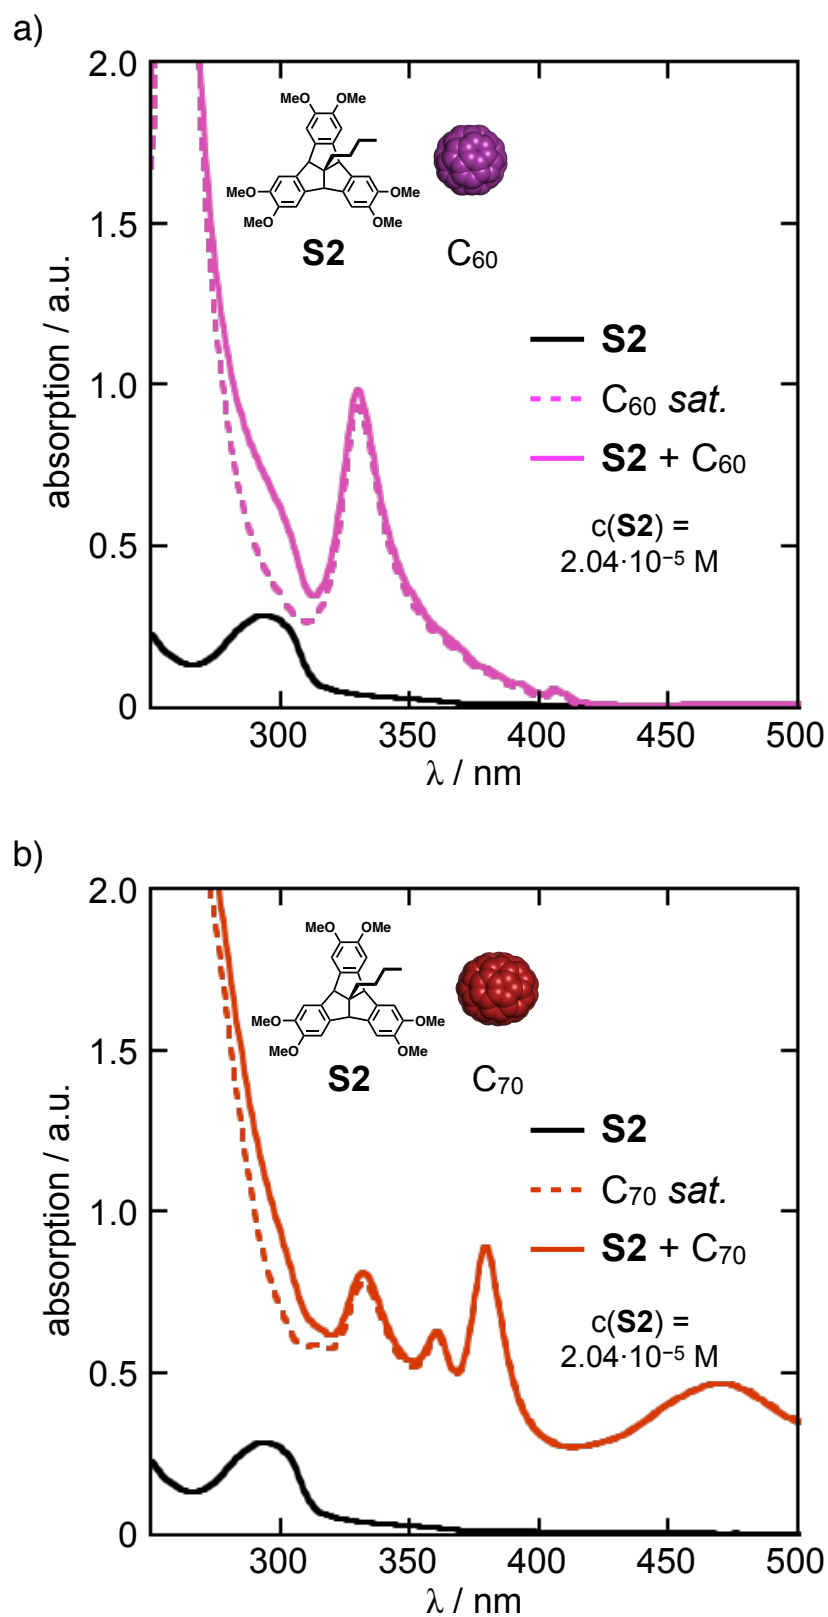 a)
absorption / a.u.
2.0
1.5
1.0
0.5
0
300 350 400 450 500
λ / nm
MeO OMe
MeO OMe
MeO OMe
S2 C₆₀
S2
C₆₀ sat.
S2 + C₆₀
c(S2) =
2.04·10⁻⁵ M
b)
absorption / a.u.
2.0
1.5
1.0
0.5
0
300 350 400 450 500
λ / nm
MeO OMe
MeO OMe
MeO OMe
S2 C₇₀
S2
C₇₀ sat.
S2 + C₇₀
c(S2) =
2.04·10⁻⁵ M